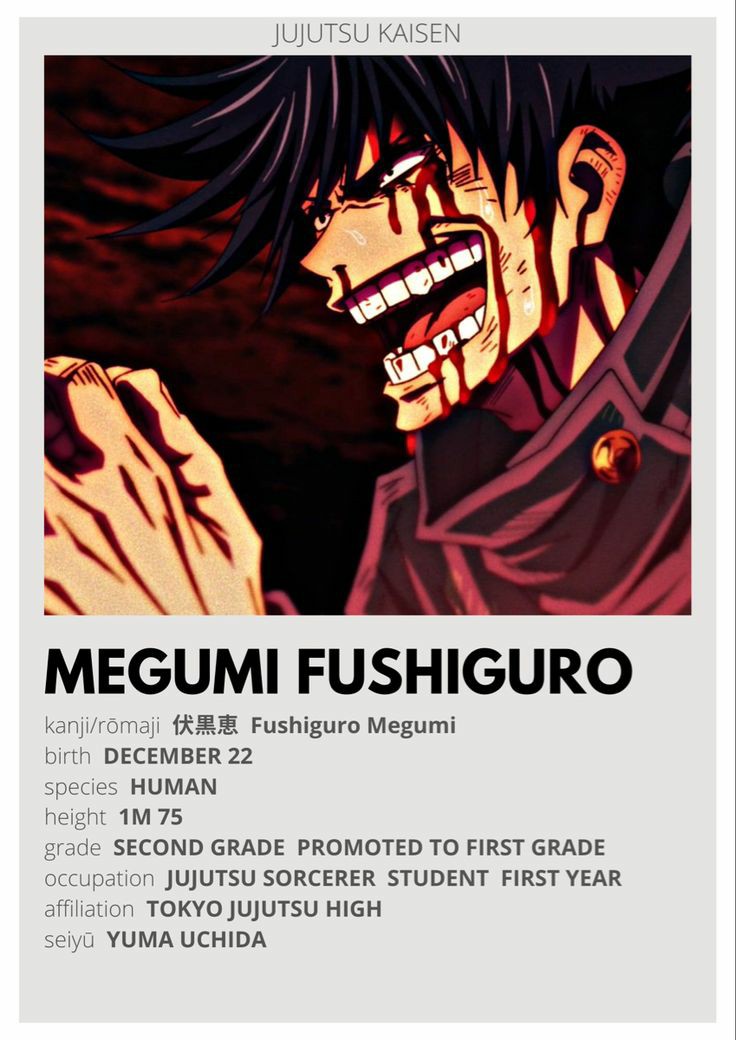 JUJUTSU KAISEN
MEGUMI FUSHIGURO
kanji/rōmaji 伏黒恵 Fushiguro Megumi
birth DECEMBER 22
species HUMAN
height 1M 75
grade SECOND GRADE PROMOTED TO FIRST GRADE
occupation JUJUTSU SORCERER STUDENT FIRST YEAR
affiliation TOKYO JUJUTSU HIGH
seiyū YUMA UCHIDA